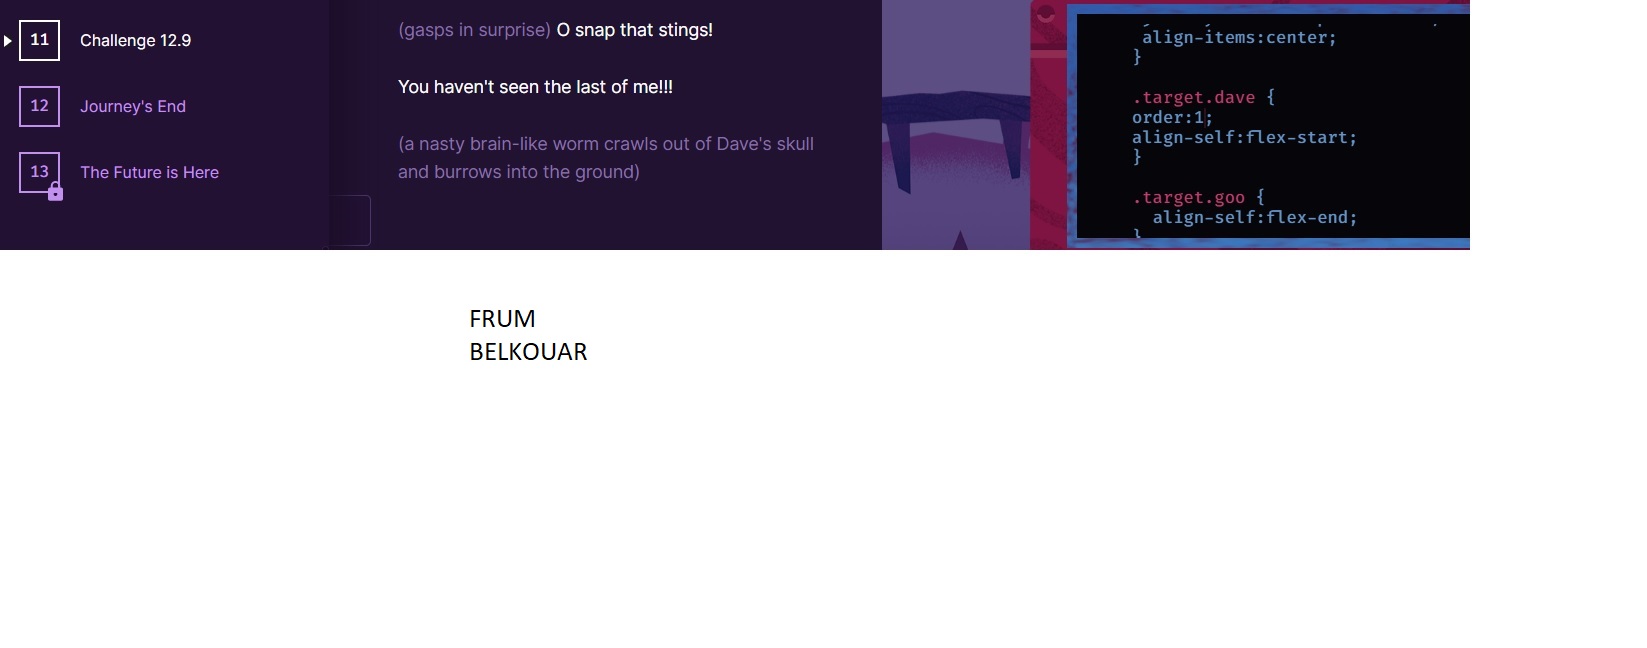 11 Challenge 12.9
12 Journey's End
13 The Future is Here
(gasps in surprise) O snap that stings!
You haven't seen the last of me!!!
(a nasty brain-like worm crawls out of Dave's skull
and burrows into the ground)
align-items:center;
}
.target.dave {
order:1;
align-self:flex-start;
}
.target.goo {
align-self:flex-end;
}
FRUM
BELKOUAR